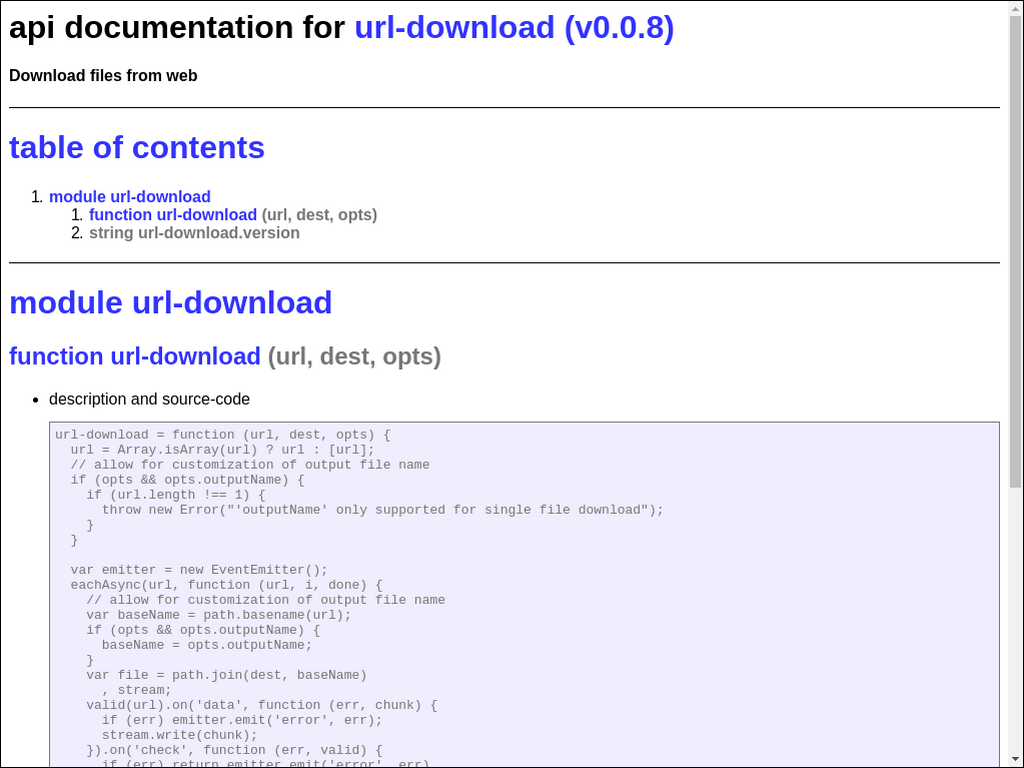 api documentation for url-download (v0.0.8)
Download files from web
table of contents
1. module url-download
1. function url-download (url, dest, opts)
2. string url-download.version
module url-download
function url-download (url, dest, opts)
• description and source-code
url-download = function (url, dest, opts) {
  url = Array.isArray(url) ? url : [url];
  // allow for customization of output file name
  if (opts && opts.outputName) {
    if (url.length !== 1) {
      throw new Error("'outputName' only supported for single file download");
    }
  }

  var emitter = new EventEmitter();
  eachAsync(url, function (url, i, done) {
    // allow for customization of output file name
    var baseName = path.basename(url);
    if (opts && opts.outputName) {
      baseName = opts.outputName;
    }
    var file = path.join(dest, baseName)
      , stream;
    valid(url).on('data', function (err, chunk) {
      if (err) emitter.emit('error', err);
      stream.write(chunk);
    }).on('check', function (err, valid) {
      if (err) return emitter.emit('error', err)